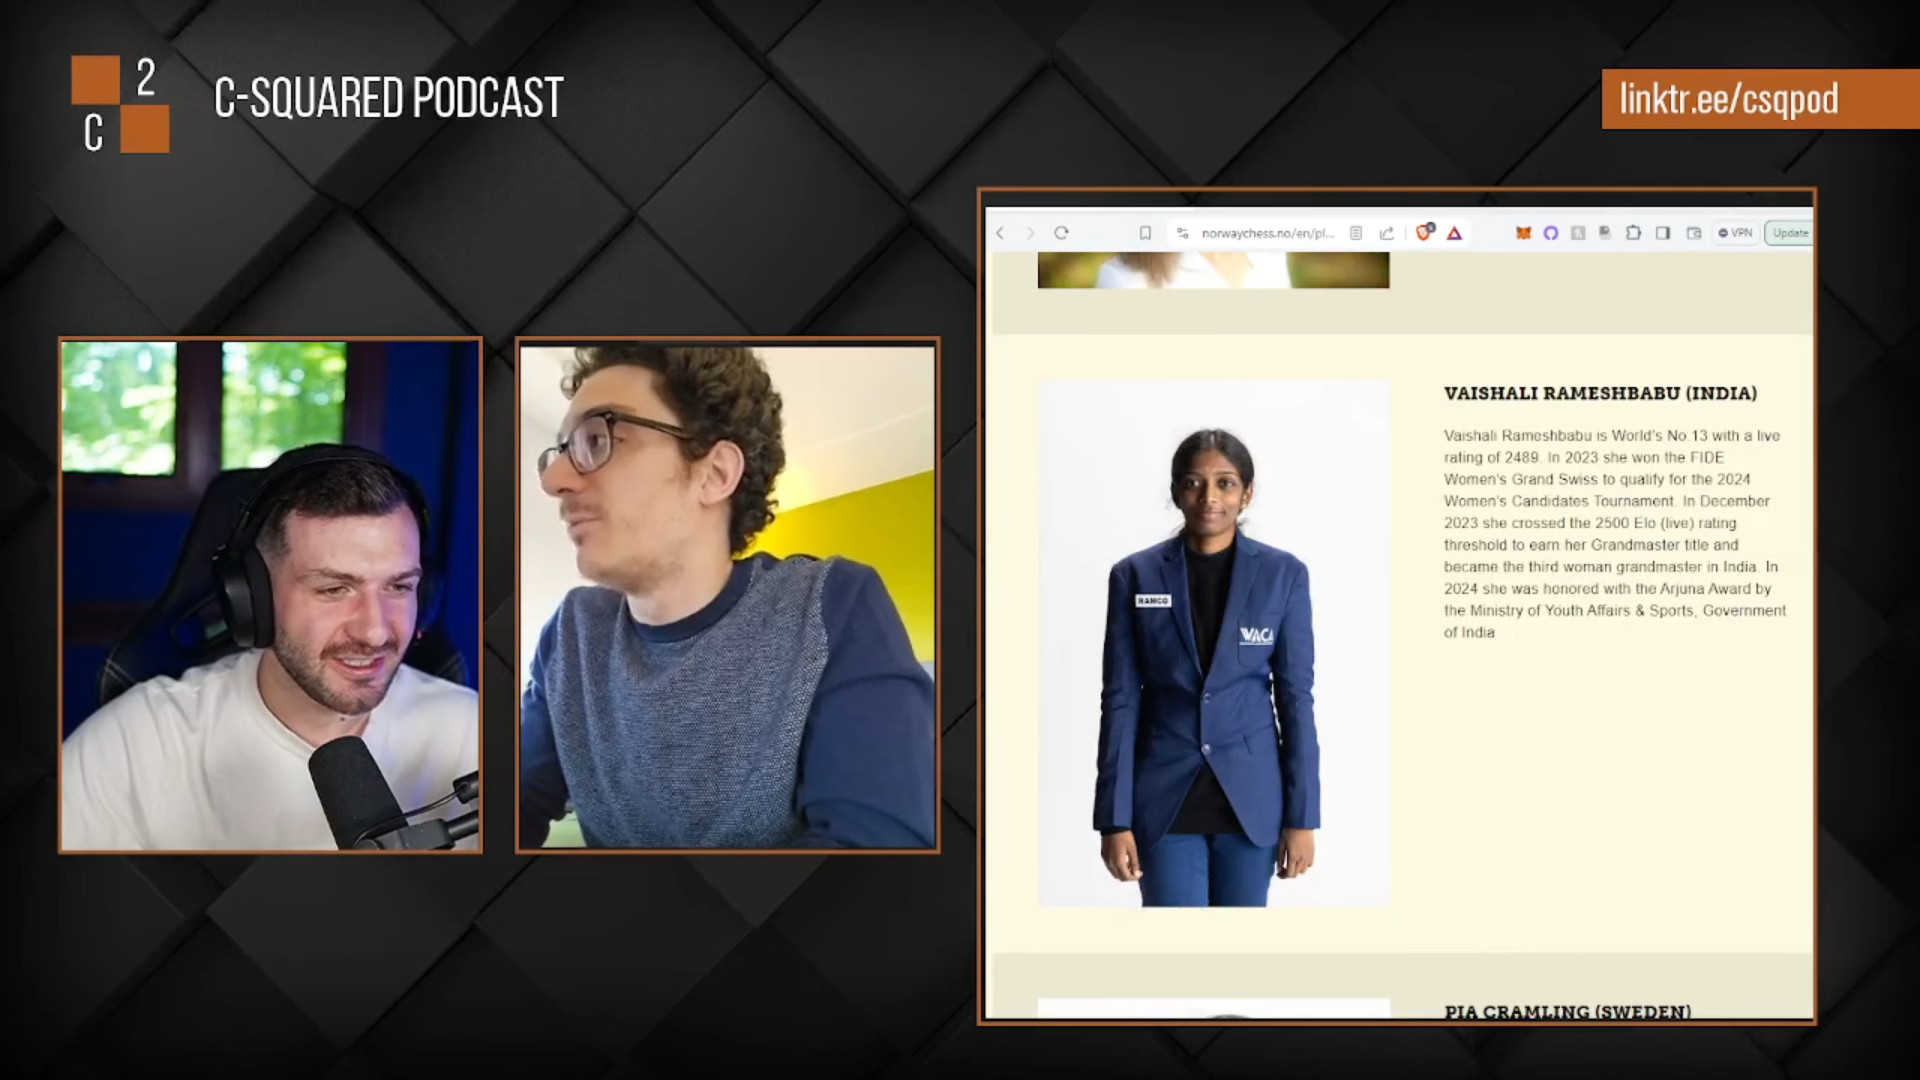 2
C
C-SQUARED PODCAST
linktr.ee/csqpod
norwaychess.no/en/pl...
VPN
Update
VAISHALI RAMESHBABU (INDIA)
Vaishali Rameshbabu is World's No.13 with a live
rating of 2489. In 2023 she won the FIDE
Women's Grand Swiss to qualify for the 2024
Women's Candidates Tournament. In December
2023 she crossed the 2500 Elo (live) rating
threshold to earn her Grandmaster title and
became the third woman grandmaster in India. In
2024 she was honored with the Arjuna Award by
the Ministry of Youth Affairs & Sports, Government
of India
RAMCO
WACA
PIA CRAMLING (SWEDEN)